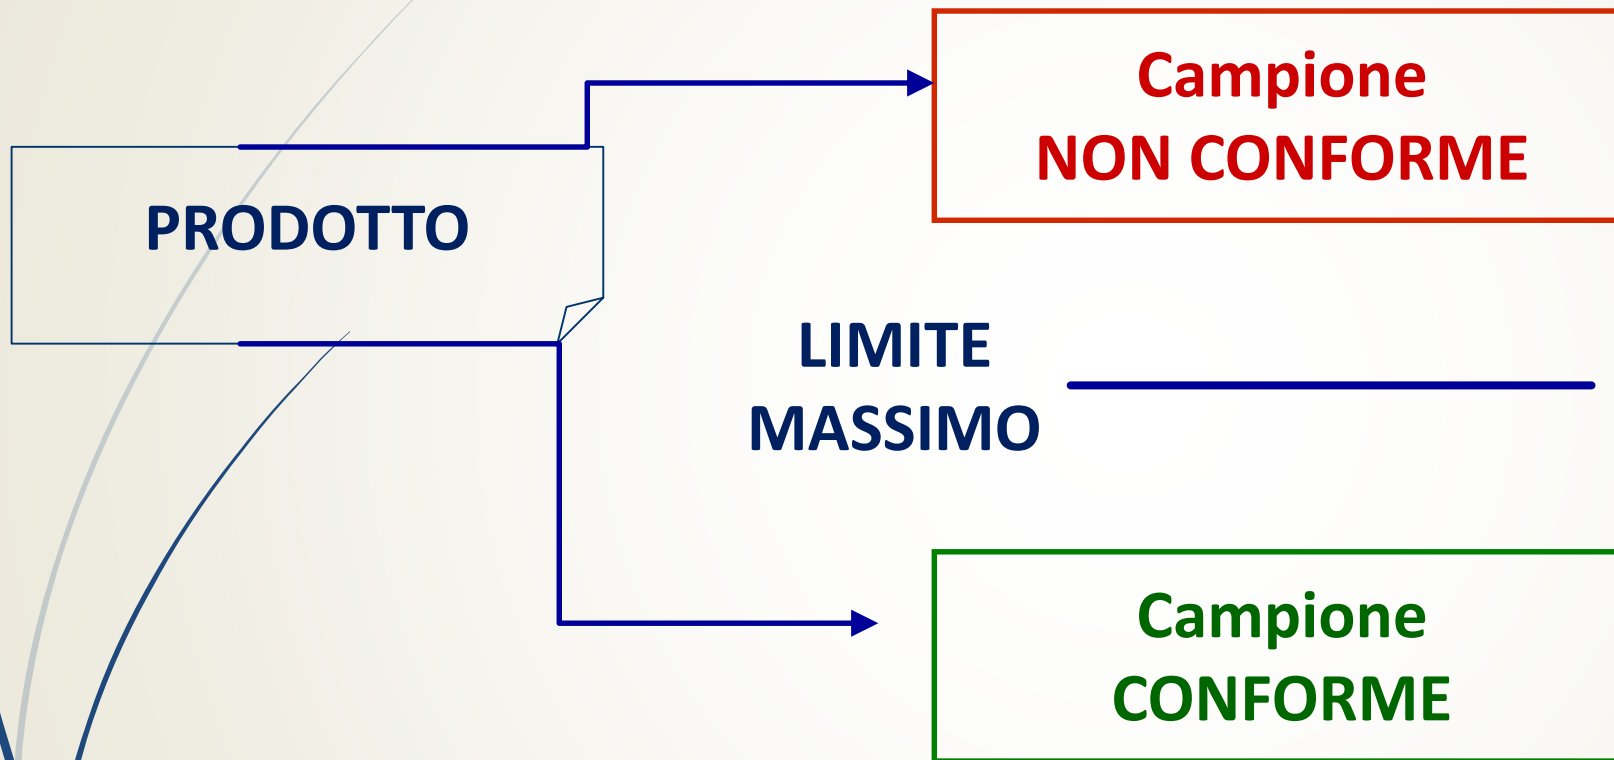 Campione
NON CONFORME
PRODOTTO
LIMITE
MASSIMO
Campione
CONFORME